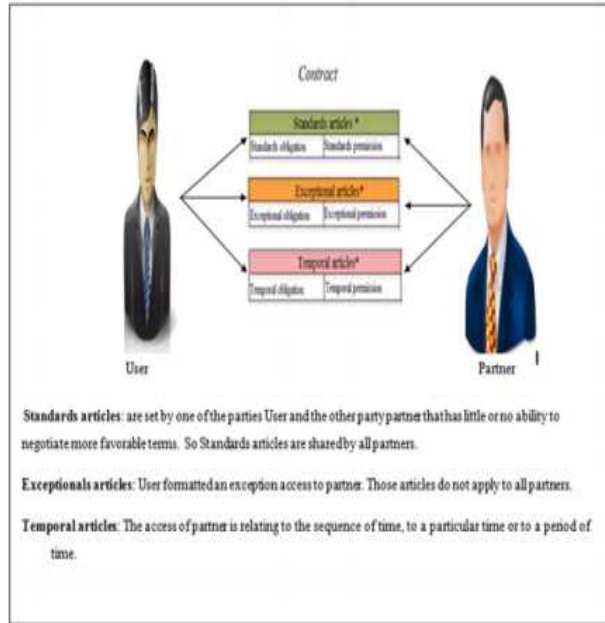 Contract
Standards articles *
Standards obligation Standards permission
Exceptional articles*
Exceptional obligation Exceptional permission
Temporal articles*
Temporal obligation Temporal permission
User Partner
Standards articles: are set by one of the parties User and the other party partner that has little or no ability to
negotiate more favorable terms. So Standards articles are shared by all partners.
Exceptionals articles: User formatted an exception access to partner. Those articles do not apply to all partners.
Temporal articles: The access of partner is relating to the sequence of time, to a particular time or to a period of
time.